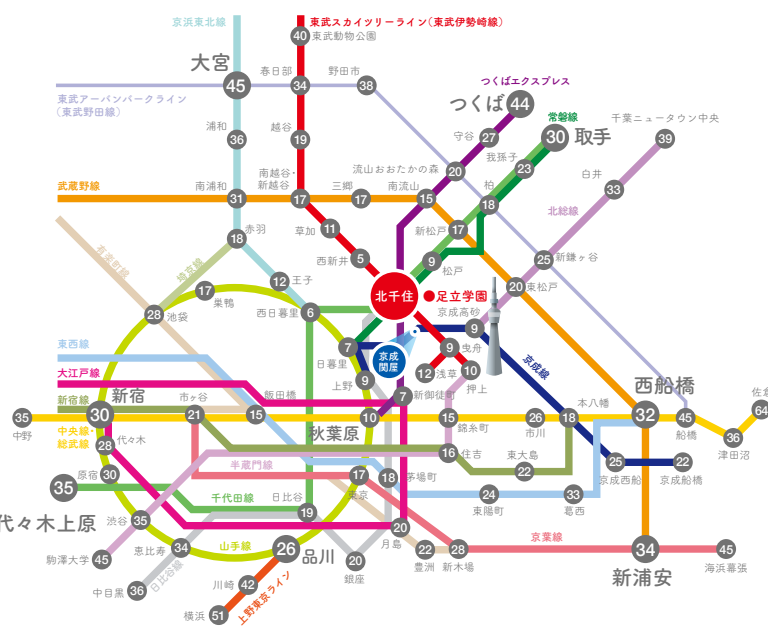 京浜東北線
東武スカイツリーライン(東武伊勢崎線)
40
東武動物公園
大宮
45
春日部
34
野田市
38
つくばエクスプレス
つくば
44
東武アーバンパークライン
(東武野田線)
浦和
36
越谷
19
守谷
27
常磐線
30
取手
千葉ニュータウン中央
39
我孫子
23
流山おおたかの森
20
白井
33
武蔵野線
南浦和
31
南越谷・
新越谷
17
三郷
17
南流山
15
柏
18
北総線
赤羽
18
草加
11
新松戸
17
有楽町線
埼京線
西新井
5
松戸
9
新鎌ヶ谷
25
王子
12
巣鴨
17
北千住
足立学園
東松戸
20
池袋
28
西日暮里
6
京成高砂
9
東西線
日暮里
7
京成
関屋
曳舟
9
京成線
大江戸線
上野
9
浅草
12
10
押上
新宿線
新宿
30
市ヶ谷
21
飯田橋
15
新御徒町
7
本八幡
18
西船橋
32
佐倉
64
35
中野
中央線・
総武線
代々木
28
秋葉原
10
錦糸町
15
市川
26
船橋
45
津田沼
36
原宿
30
半蔵門線
東京
17
茅場町
18
住吉
16
東大島
22
京成西船
25
京成船橋
22
35
代々木上原
千代田線
日比谷
19
東陽町
24
葛西
33
渋谷
35
月島
20
駒澤大学
45
恵比寿
34
山手線
26
品川
銀座
20
豊洲
22
新木場
28
京葉線
34
新浦安
45
海浜幕張
中目黒
36
日比谷線
川崎
42
上野東京ライン
横浜
51